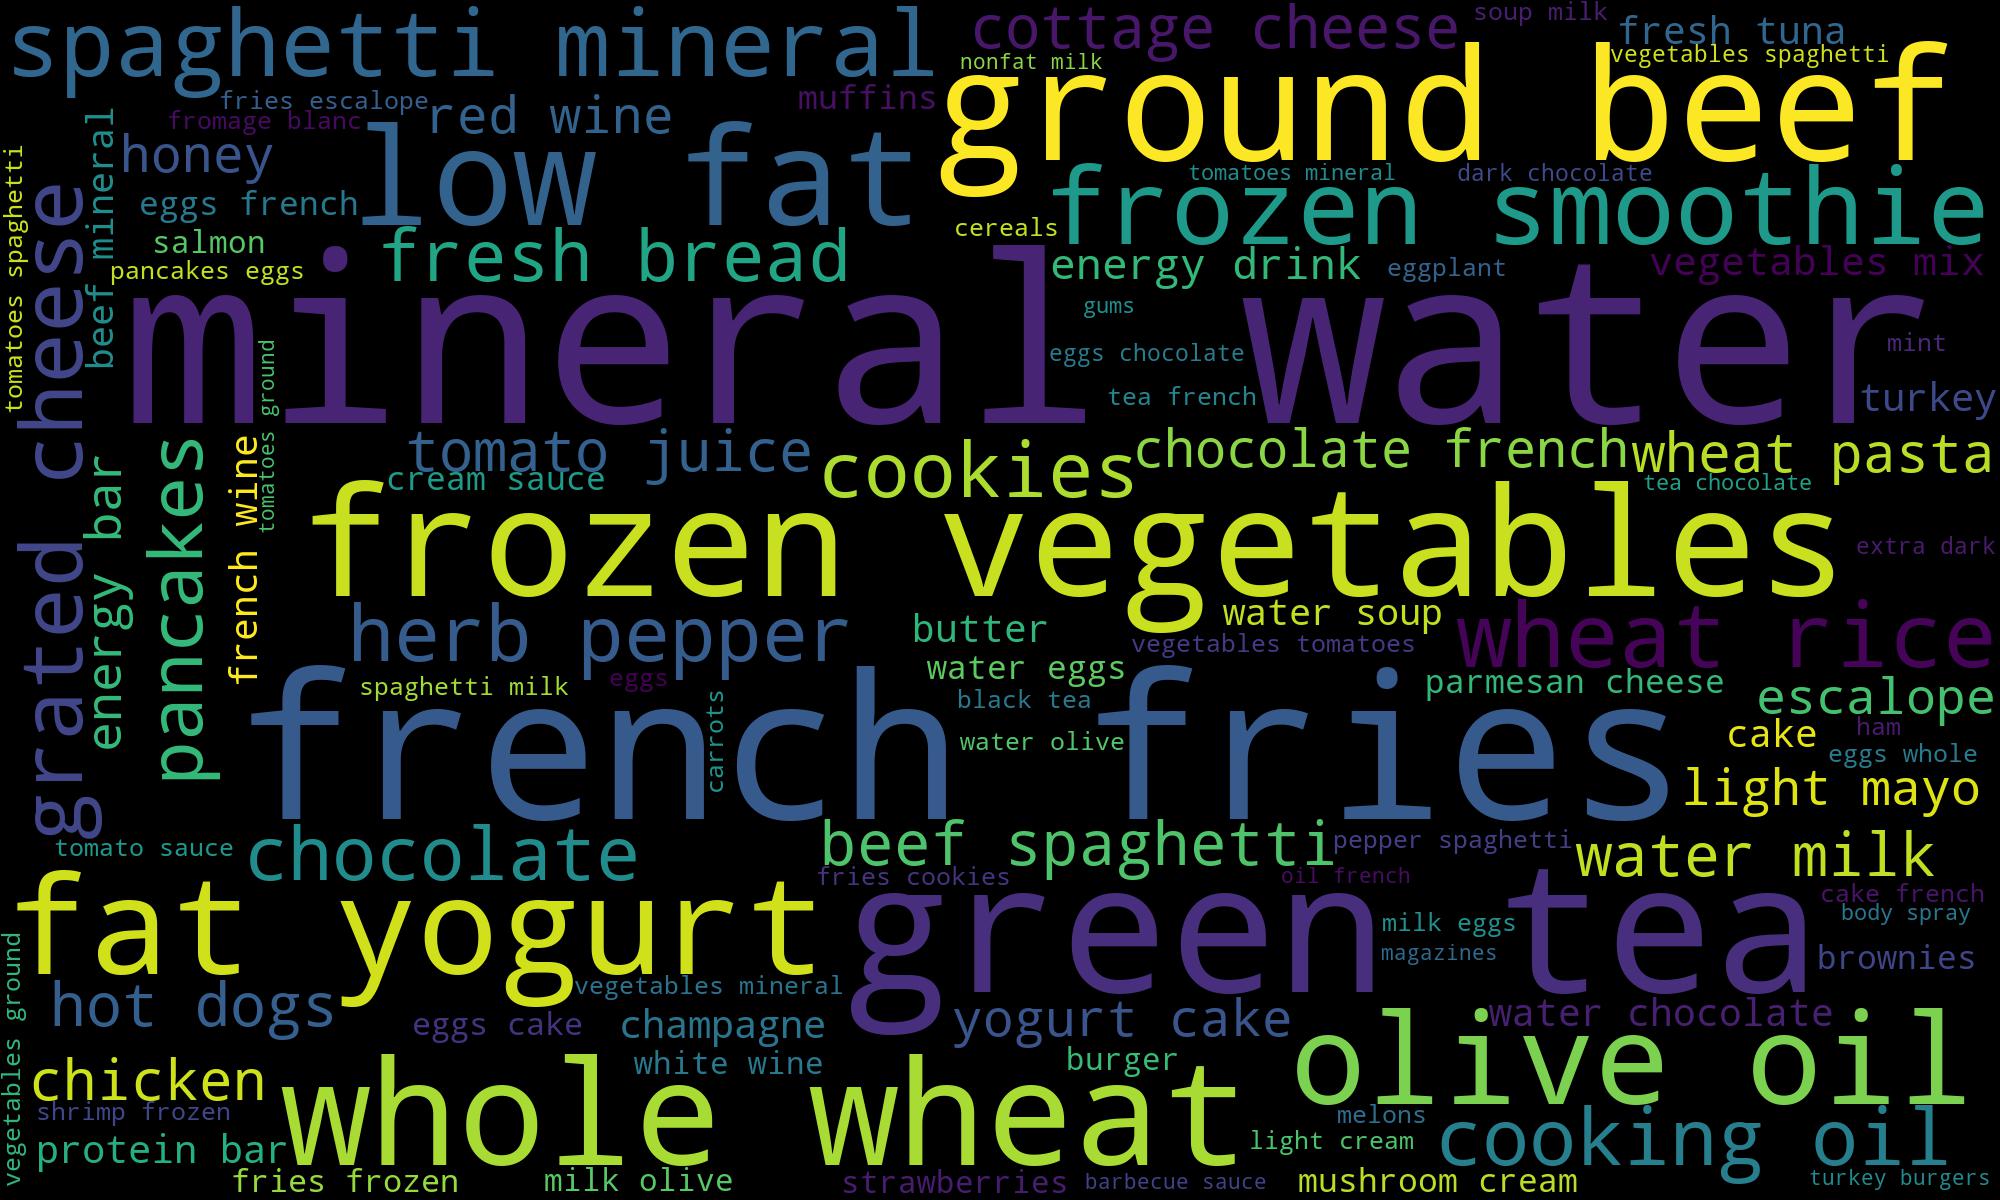 spaghetti mineral
cottage cheese
soup milk
fresh tuna
nonfat milk
vegetables spaghetti
ground beef
fries escalope
red wine
muffins
fromage blanc
honey
low fat
tomatoes mineral
dark chocolate
frozen smoothie
eggs french
cereals
salmon
fresh bread
pancakes eggs
energy drink
eggplant
vegetables mix
tomatoes spaghetti
beef mineral
grated cheese
mineral water
gums
eggs chocolate
mint
tea french
turkey
tomatoes ground
energy bar
pancakes
french wine
tomato juice
cookies
chocolate french
wheat pasta
cream sauce
tea chocolate
frozen vegetables
extra dark
herb pepper
butter
water soup
vegetables tomatoes
wheat rice
water eggs
spaghetti milk
eggs
parmesan cheese
black tea
escalope
carrots
french fries
water olive
cake
ham
eggs whole
light mayo
tomato sauce
chocolate
beef spaghetti
pepper spaghetti
water milk
fries cookies
oil french
fat yogurt
green tea
cake french
milk eggs
body spray
magazines
brownies
vegetables ground
hot dogs
vegetables mineral
eggs cake
champagne
yogurt cake
water chocolate
white wine
burger
olive oil
chicken
whole wheat
shrimp frozen
melons
protein bar
light cream
cooking oil
fries frozen
milk olive
strawberries
barbecue sauce
mushroom cream
turkey burgers